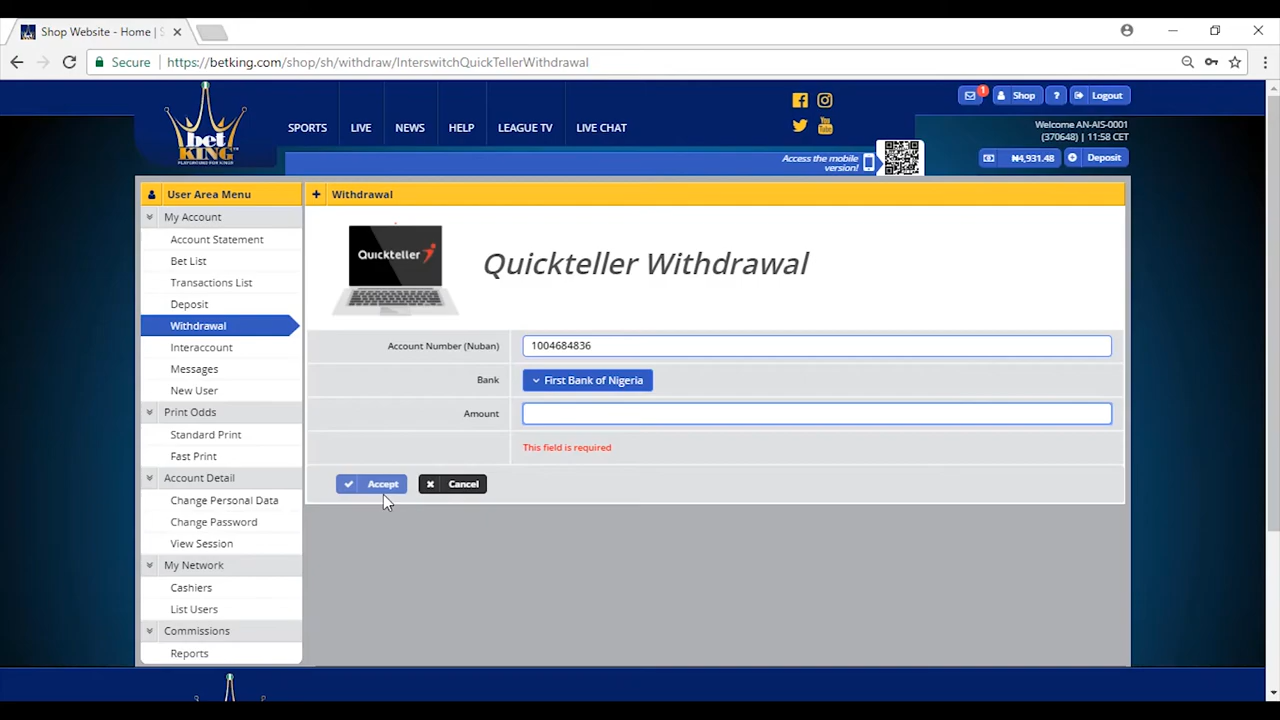 Shop Website - Home | S
Secure https://betking.com/shop/sh/withdraw/InterswitchQuickTellerWithdrawal
bet
KING
SPORTS LIVE NEWS HELP LEAGUE TV LIVE CHAT
You
Tube
1
Shop ? Logout
Welcome AN-AIS-0001
(370648) | 11:58 CET
Access the mobile
version!
₦4,931.48 Deposit
User Area Menu
My Account
Account Statement
Bet List
Transactions List
Deposit
Withdrawal
Interaccount
Messages
New User
Print Odds
Standard Print
Fast Print
Account Detail
Change Personal Data
Change Password
View Session
My Network
Cashiers
List Users
Commissions
Reports
Withdrawal
Quickteller
Quickteller Withdrawal
Account Number (Nuban) 1004684836
Bank First Bank of Nigeria
Amount
This field is required
Accept Cancel